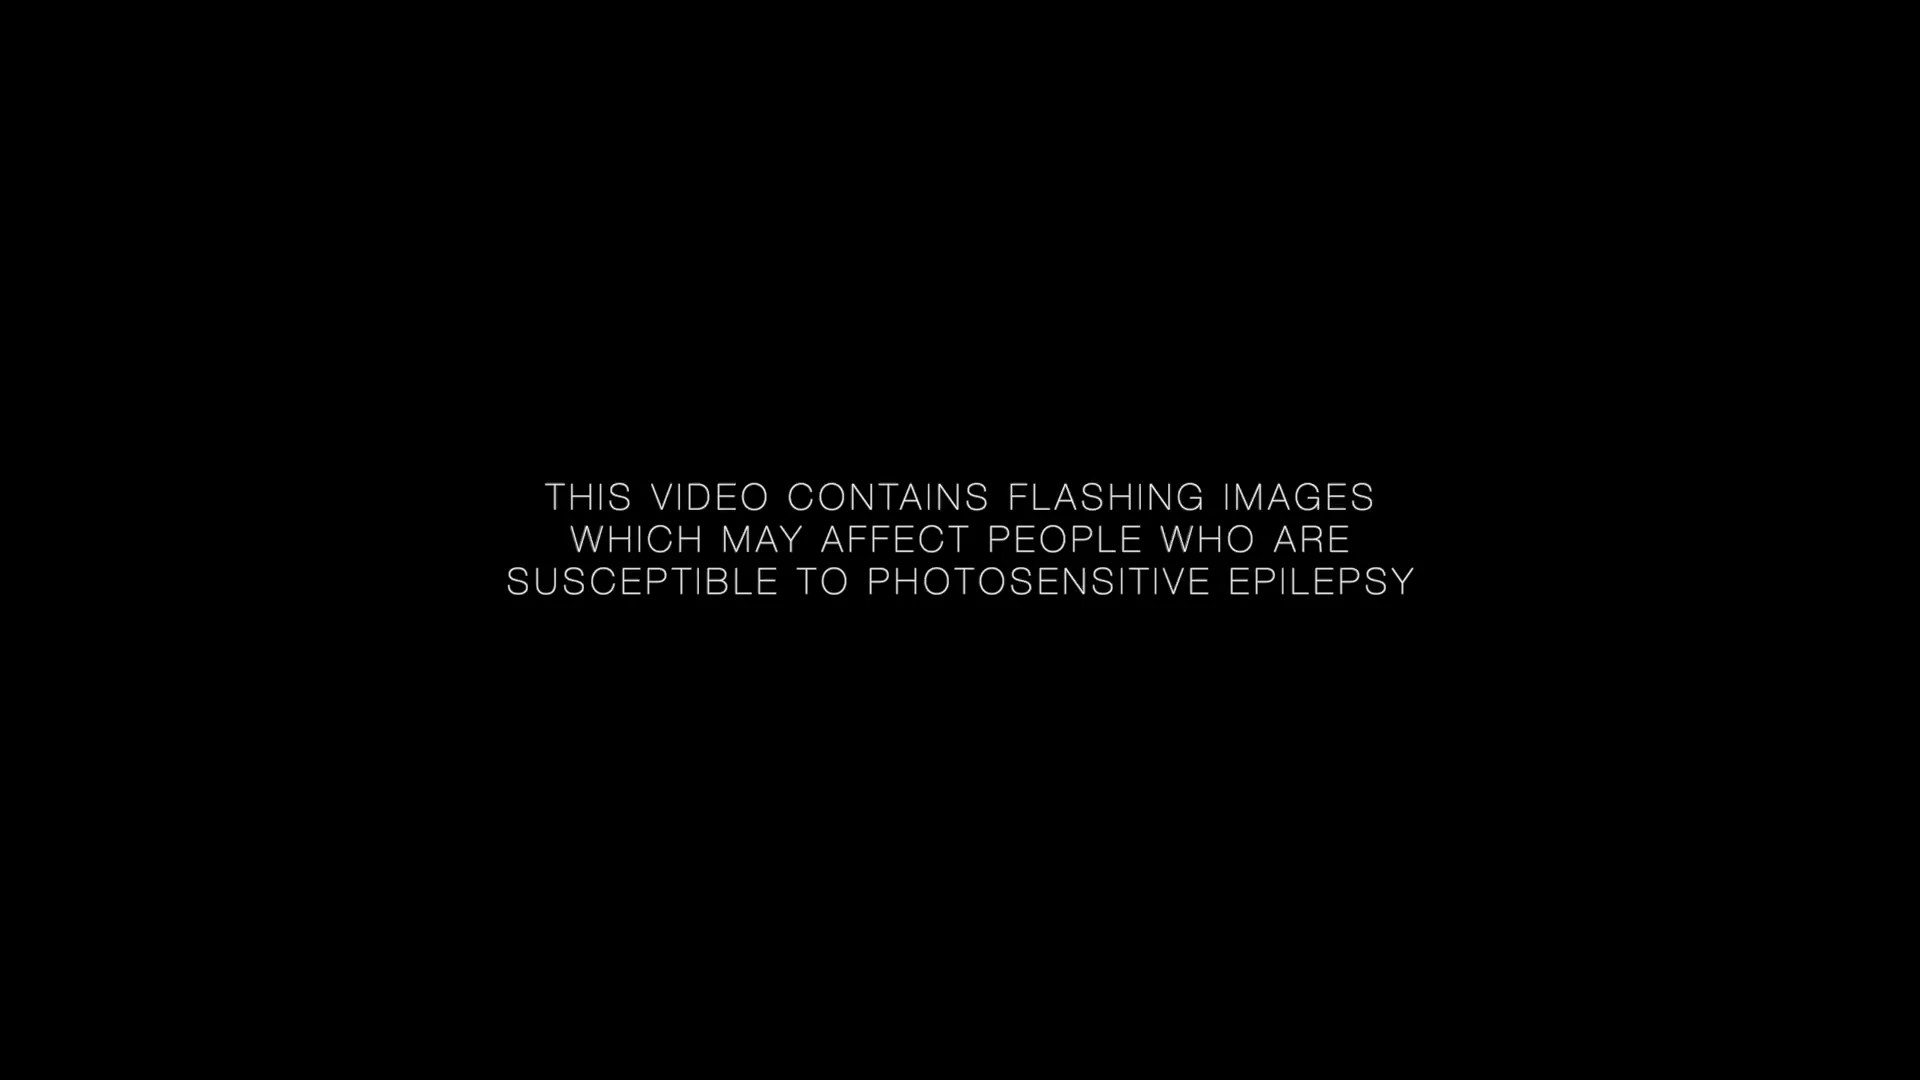 THIS VIDEO CONTAINS FLASHING IMAGES
WHICH MAY AFFECT PEOPLE WHO ARE
SUSCEPTIBLE TO PHOTOSENSITIVE EPILEPSY